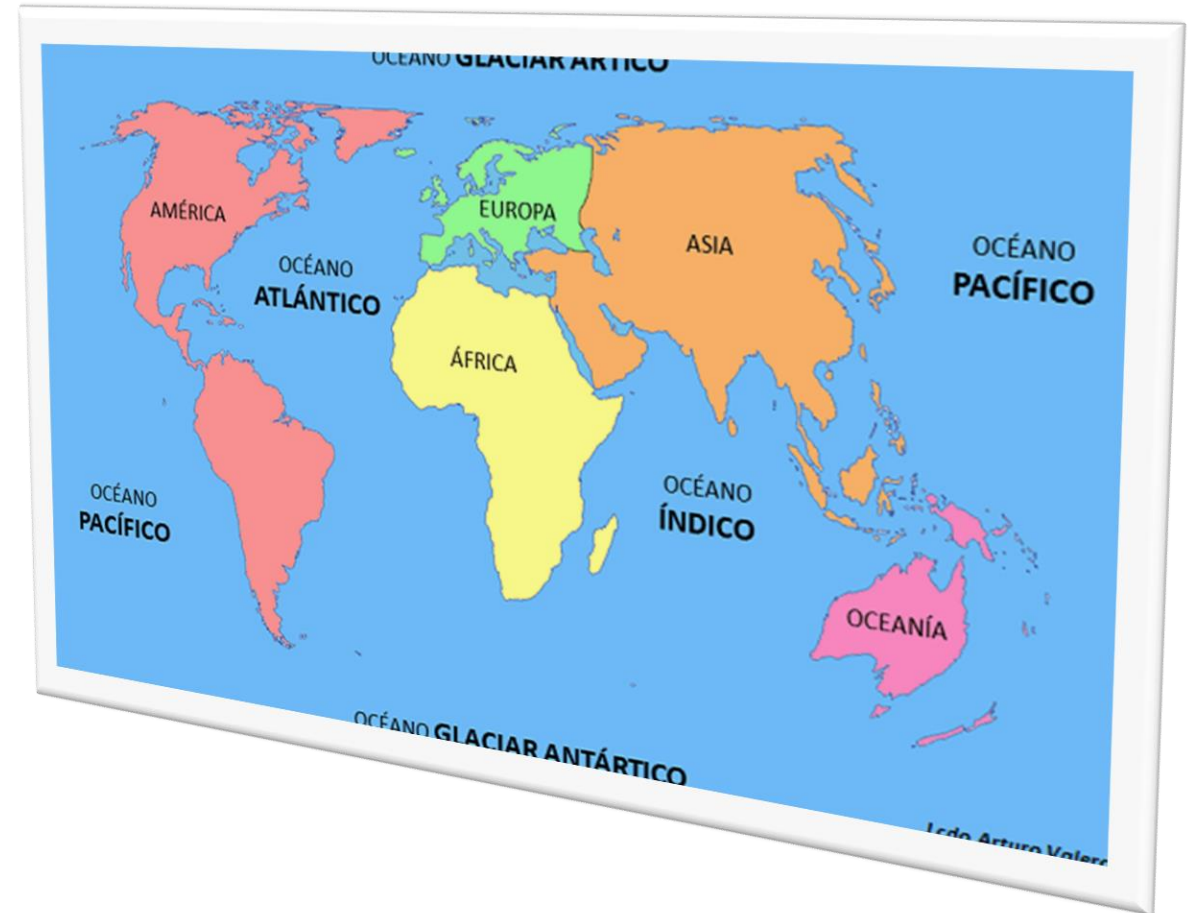 OCÉANO GLACIAR ÁRTICO
AMÉRICA
EUROPA
ASIA
OCÉANO
PACÍFICO
OCÉANO
ATLÁNTICO
ÁFRICA
OCÉANO
PACÍFICO
OCÉANO
ÍNDICO
OCEANÍA
OCÉANO GLACIAR ANTÁRTICO
Lcdo Arturo Valero